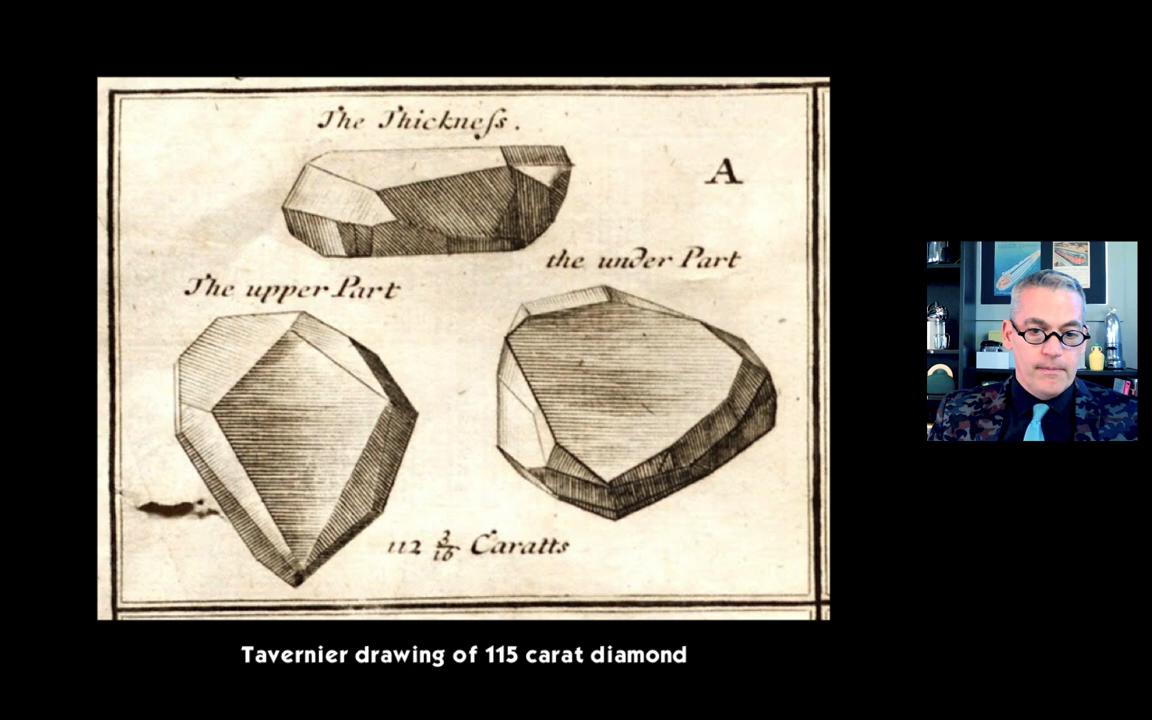 The Thickneſs.
A
the under Part
The upper Part
112 3/16 Caratts
Tavernier drawing of 115 carat diamond